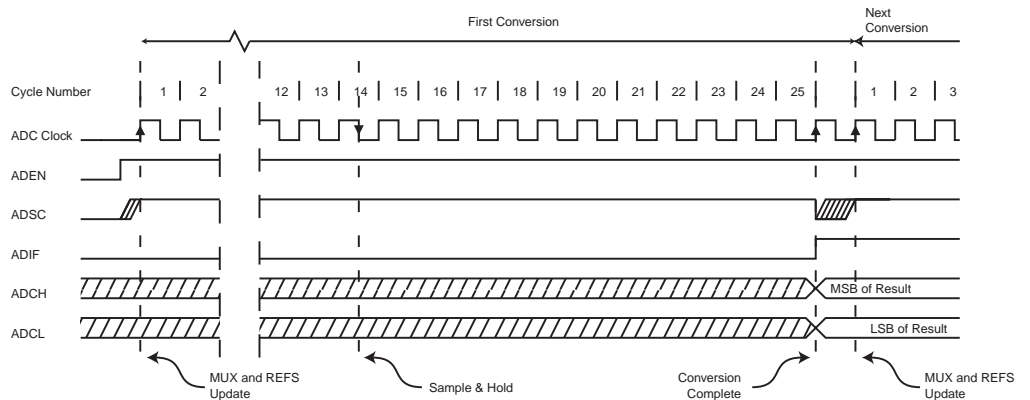 First Conversion
Next
Conversion
Cycle Number 1 2 12 13 14 15 16 17 18 19 20 21 22 23 24 25 1 2 3
ADC Clock
ADEN
ADSC
ADIF
ADCH MSB of Result
ADCL LSB of Result
MUX and REFS
Update
Sample & Hold
Conversion
Complete
MUX and REFS
Update